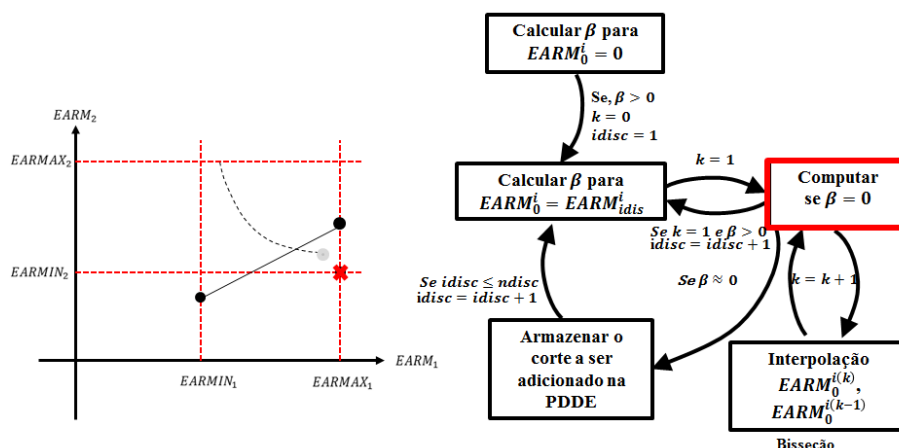 EARM₂
EARMAX₂
EARMIN₂
EARMIN₁
EARMAX₁
EARM₁
Calcular β para
EARM₀ⁱ = 0
Se, β > 0
k = 0
idisc = 1
Calcular β para
EARM₀ⁱ = EARMⁱidis
k = 1
Computar
se β = 0
Se k = 1 e β > 0
idisc = idisc + 1
Se β ≈ 0
k = k + 1
Se idisc ≤ ndisc
idisc = idisc + 1
Armazenar o
corte a ser
adicionado na
PDDE
Interpolação
EARM₀ⁱ⁽ᵏ⁾,
EARM₀ⁱ⁽ᵏ⁻¹⁾
Bisseção